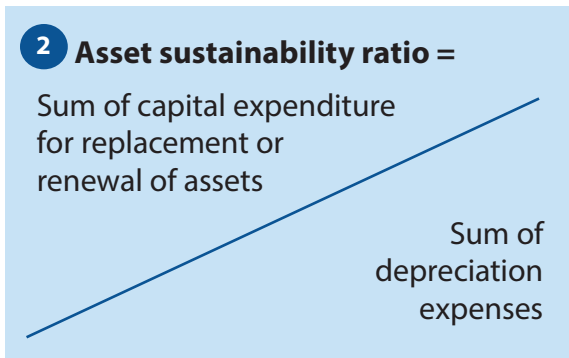 2 Asset sustainability ratio =
Sum of capital expenditure
for replacement or
renewal of assets
Sum of
depreciation
expenses